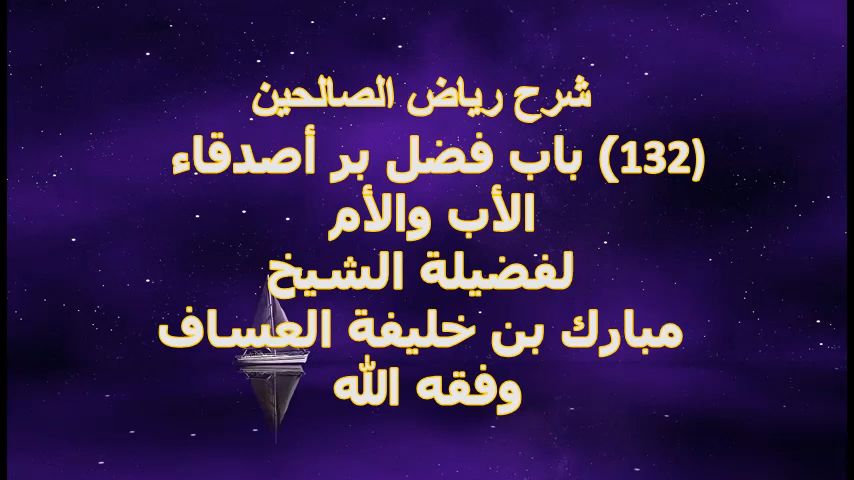 شرح رياض الصالحين
(132) باب فضل بر أصدقاء
الأب والأم
لفضيلة الشيخ
مبارك بن خليفة العساف
وفقه الله